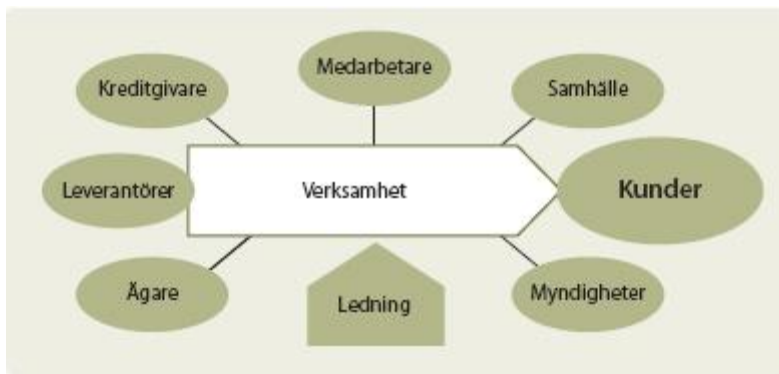 Medarbetare
Kreditgivare
Samhälle
Leverantörer
Verksamhet
Kunder
Ägare
Ledning
Myndigheter